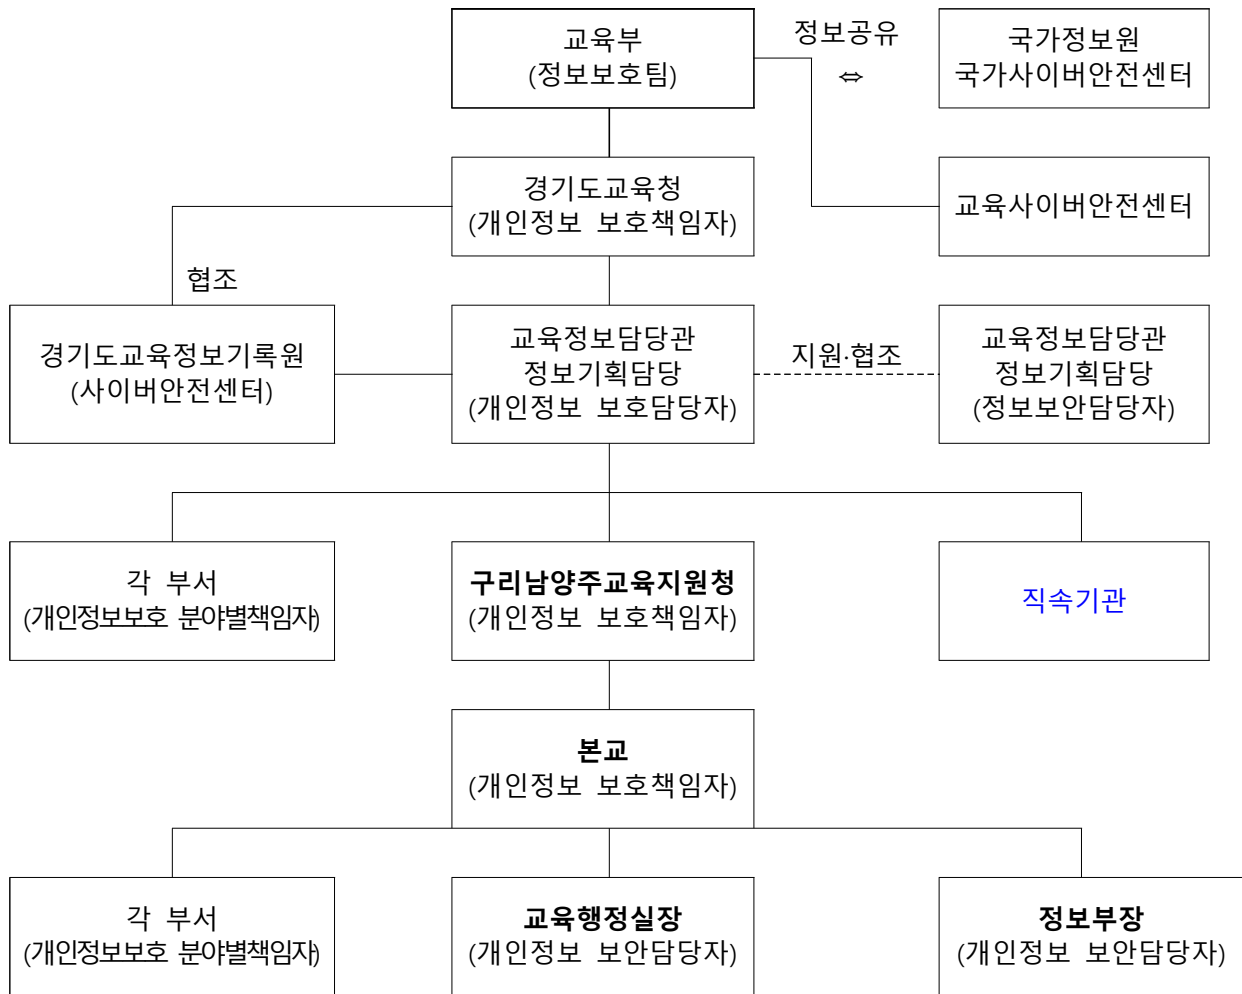 교육부
(정보보호팀)
정보공유
⇔
국가정보원
국가사이버안전센터
경기도교육청
(개인정보 보호책임자)
교육사이버안전센터
협조
경기도교육정보기록원
(사이버안전센터)
교육정보담당관
정보기획담당
(개인정보 보호담당자)
지원·협조
교육정보담당관
정보기획담당
(정보보안담당자)
각 부서
(개인정보보호 분야별책임자)
구리남양주교육지원청
(개인정보 보호책임자)
직속기관
본교
(개인정보 보호책임자)
각 부서
(개인정보보호 분야별책임자)
교육행정실장
(개인정보 보안담당자)
정보부장
(개인정보 보안담당자)